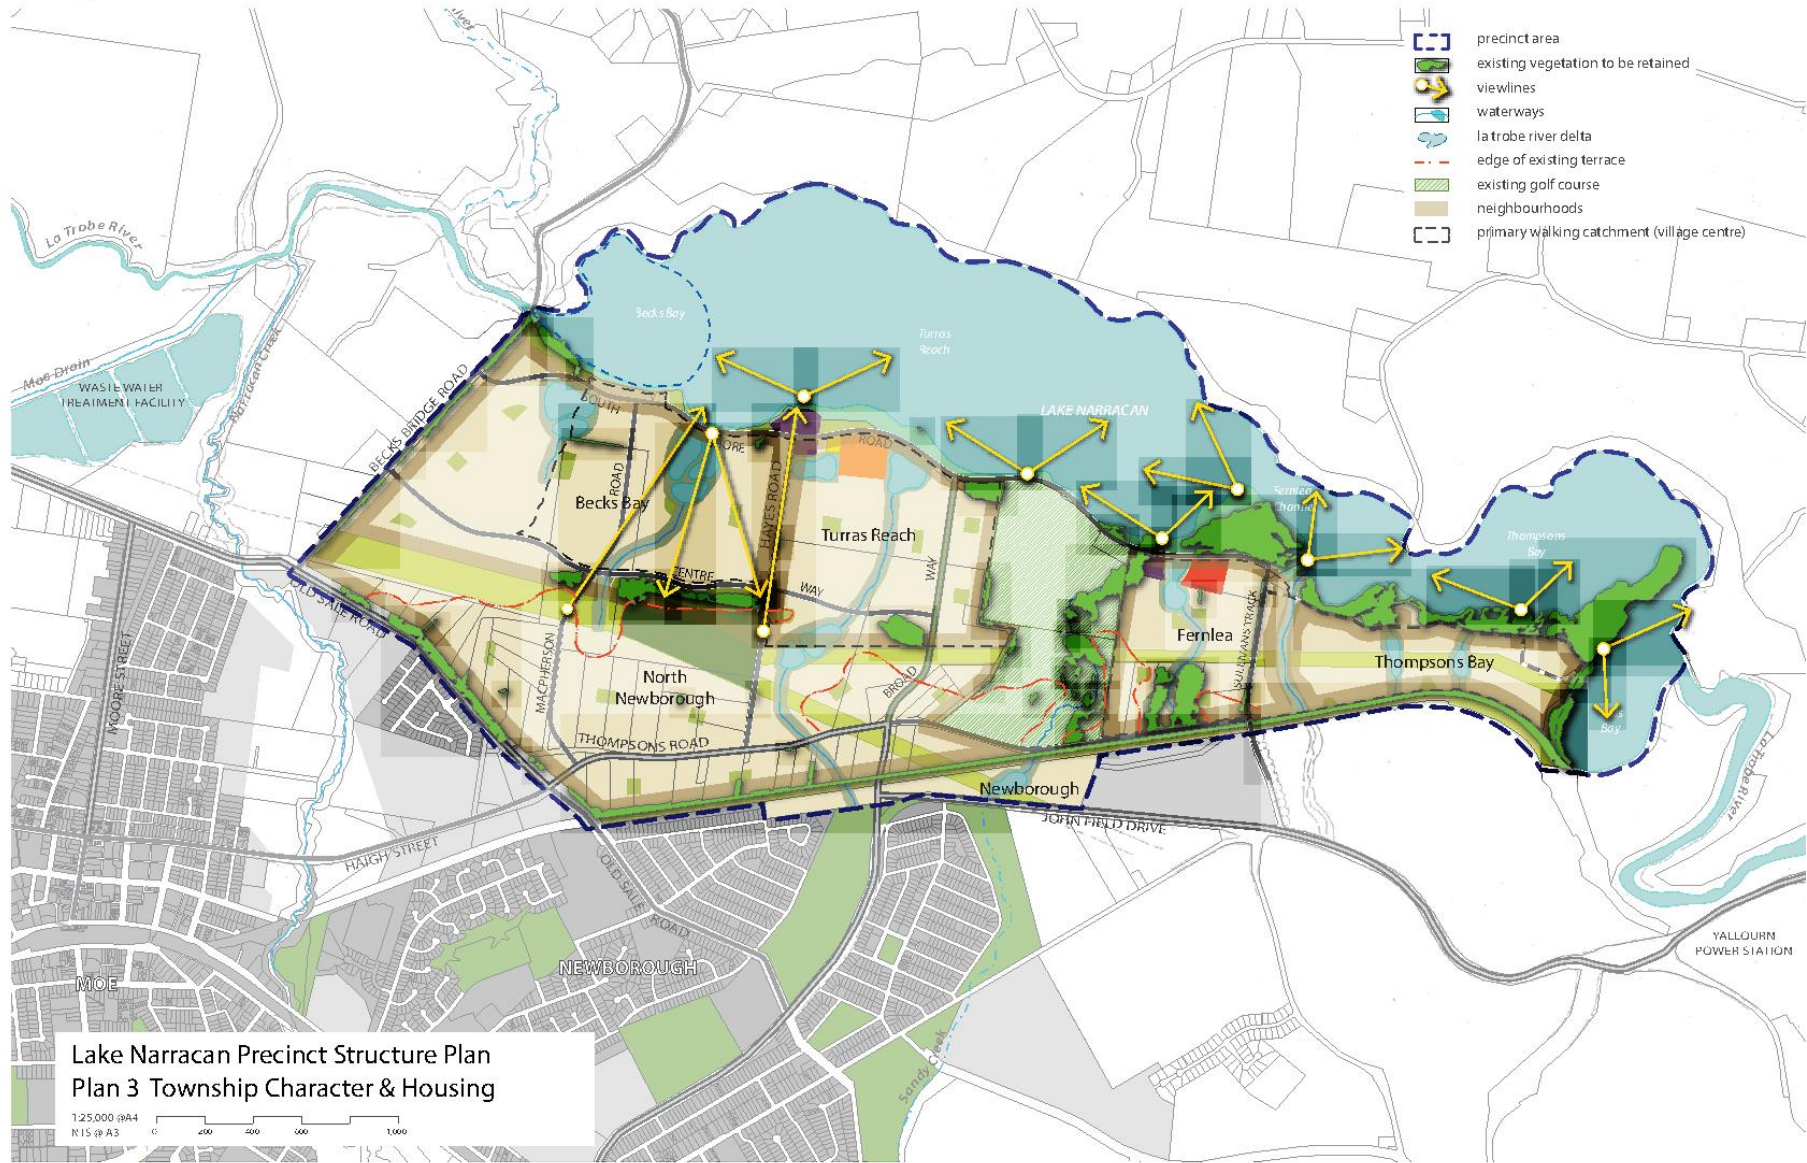 River
precinct area
existing vegetation to be retained
viewlines
waterways
la trobe river delta
edge of existing terrace
existing golf course
neighbourhoods
primary walking catchment (village centre)
La Trobe River
Becks Bay
Turras
Reach
Moe Drain
Narracan Creek
WASTE WATER
TREATMENT FACILITY
BECKS BRIDGE ROAD
SOUTH
SHORE
ROAD
LAKE NARRACAN
ROAD
HAYES ROAD
Becks Bay
Turras Reach
Fernlea
Channel
Thompsons
Bay
CENTRE
WAY
WAY
OLD SALE ROAD
MOORE STREET
MACPHERSON
North
Newborough
BROAD
Fernlea
SULLIVANS TRACK
Thompsons Bay
Bay
THOMPSONS ROAD
Newborough
JOHN FIELD DRIVE
La Trobe River
HAIGH STREET
OLD SALE ROAD
YALLOURN
POWER STATION
NEWBOROUGH
MOE
Sandy Creek
Lake Narracan Precinct Structure Plan
Plan 3 Township Character & Housing
1:25,000 @A4
NTS @ A3
0 200 400 600 1,000